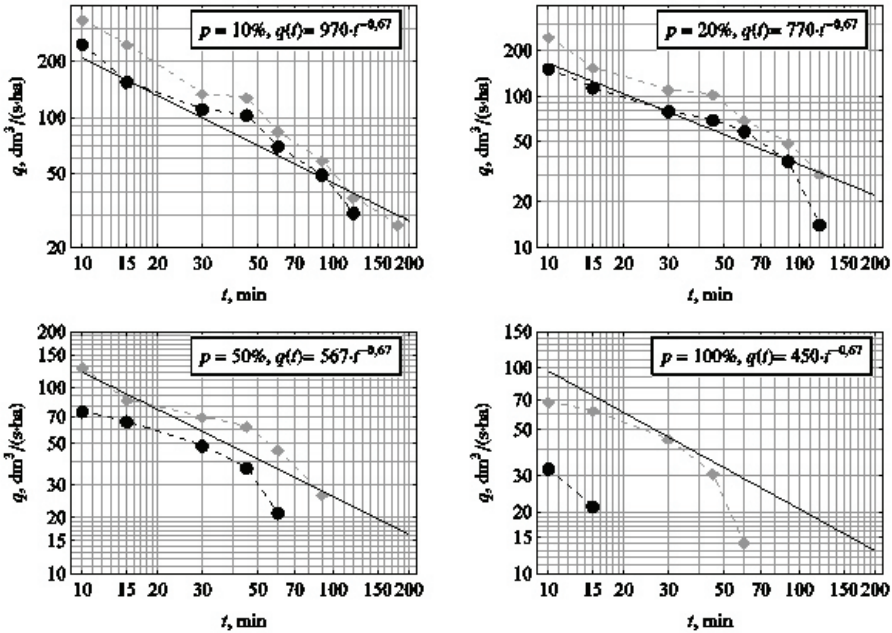 p = 10%, q(t)= 970·t⁻⁰,⁶⁷
200
100
50
20
q, dm³/(s·ha)
10 15 20 30 50 70 100 150 200
t, min
p = 20%, q(t)= 770·t⁻⁰,⁶⁷
200
100
50
20
10
q, dm³/(s·ha)
10 15 20 30 50 70 100 150 200
t, min
p = 50%, q(t)= 567·t⁻⁰,⁶⁷
200
150
100
70
50
30
20
15
10
q, dm³/(s·ha)
10 15 20 30 50 70 100 150 200
t, min
p = 100%, q(t)= 450·t⁻⁰,⁶⁷
150
100
70
50
30
20
15
10
q, dm³/(s·ha)
10 15 20 30 50 70 100 150 200
t, min